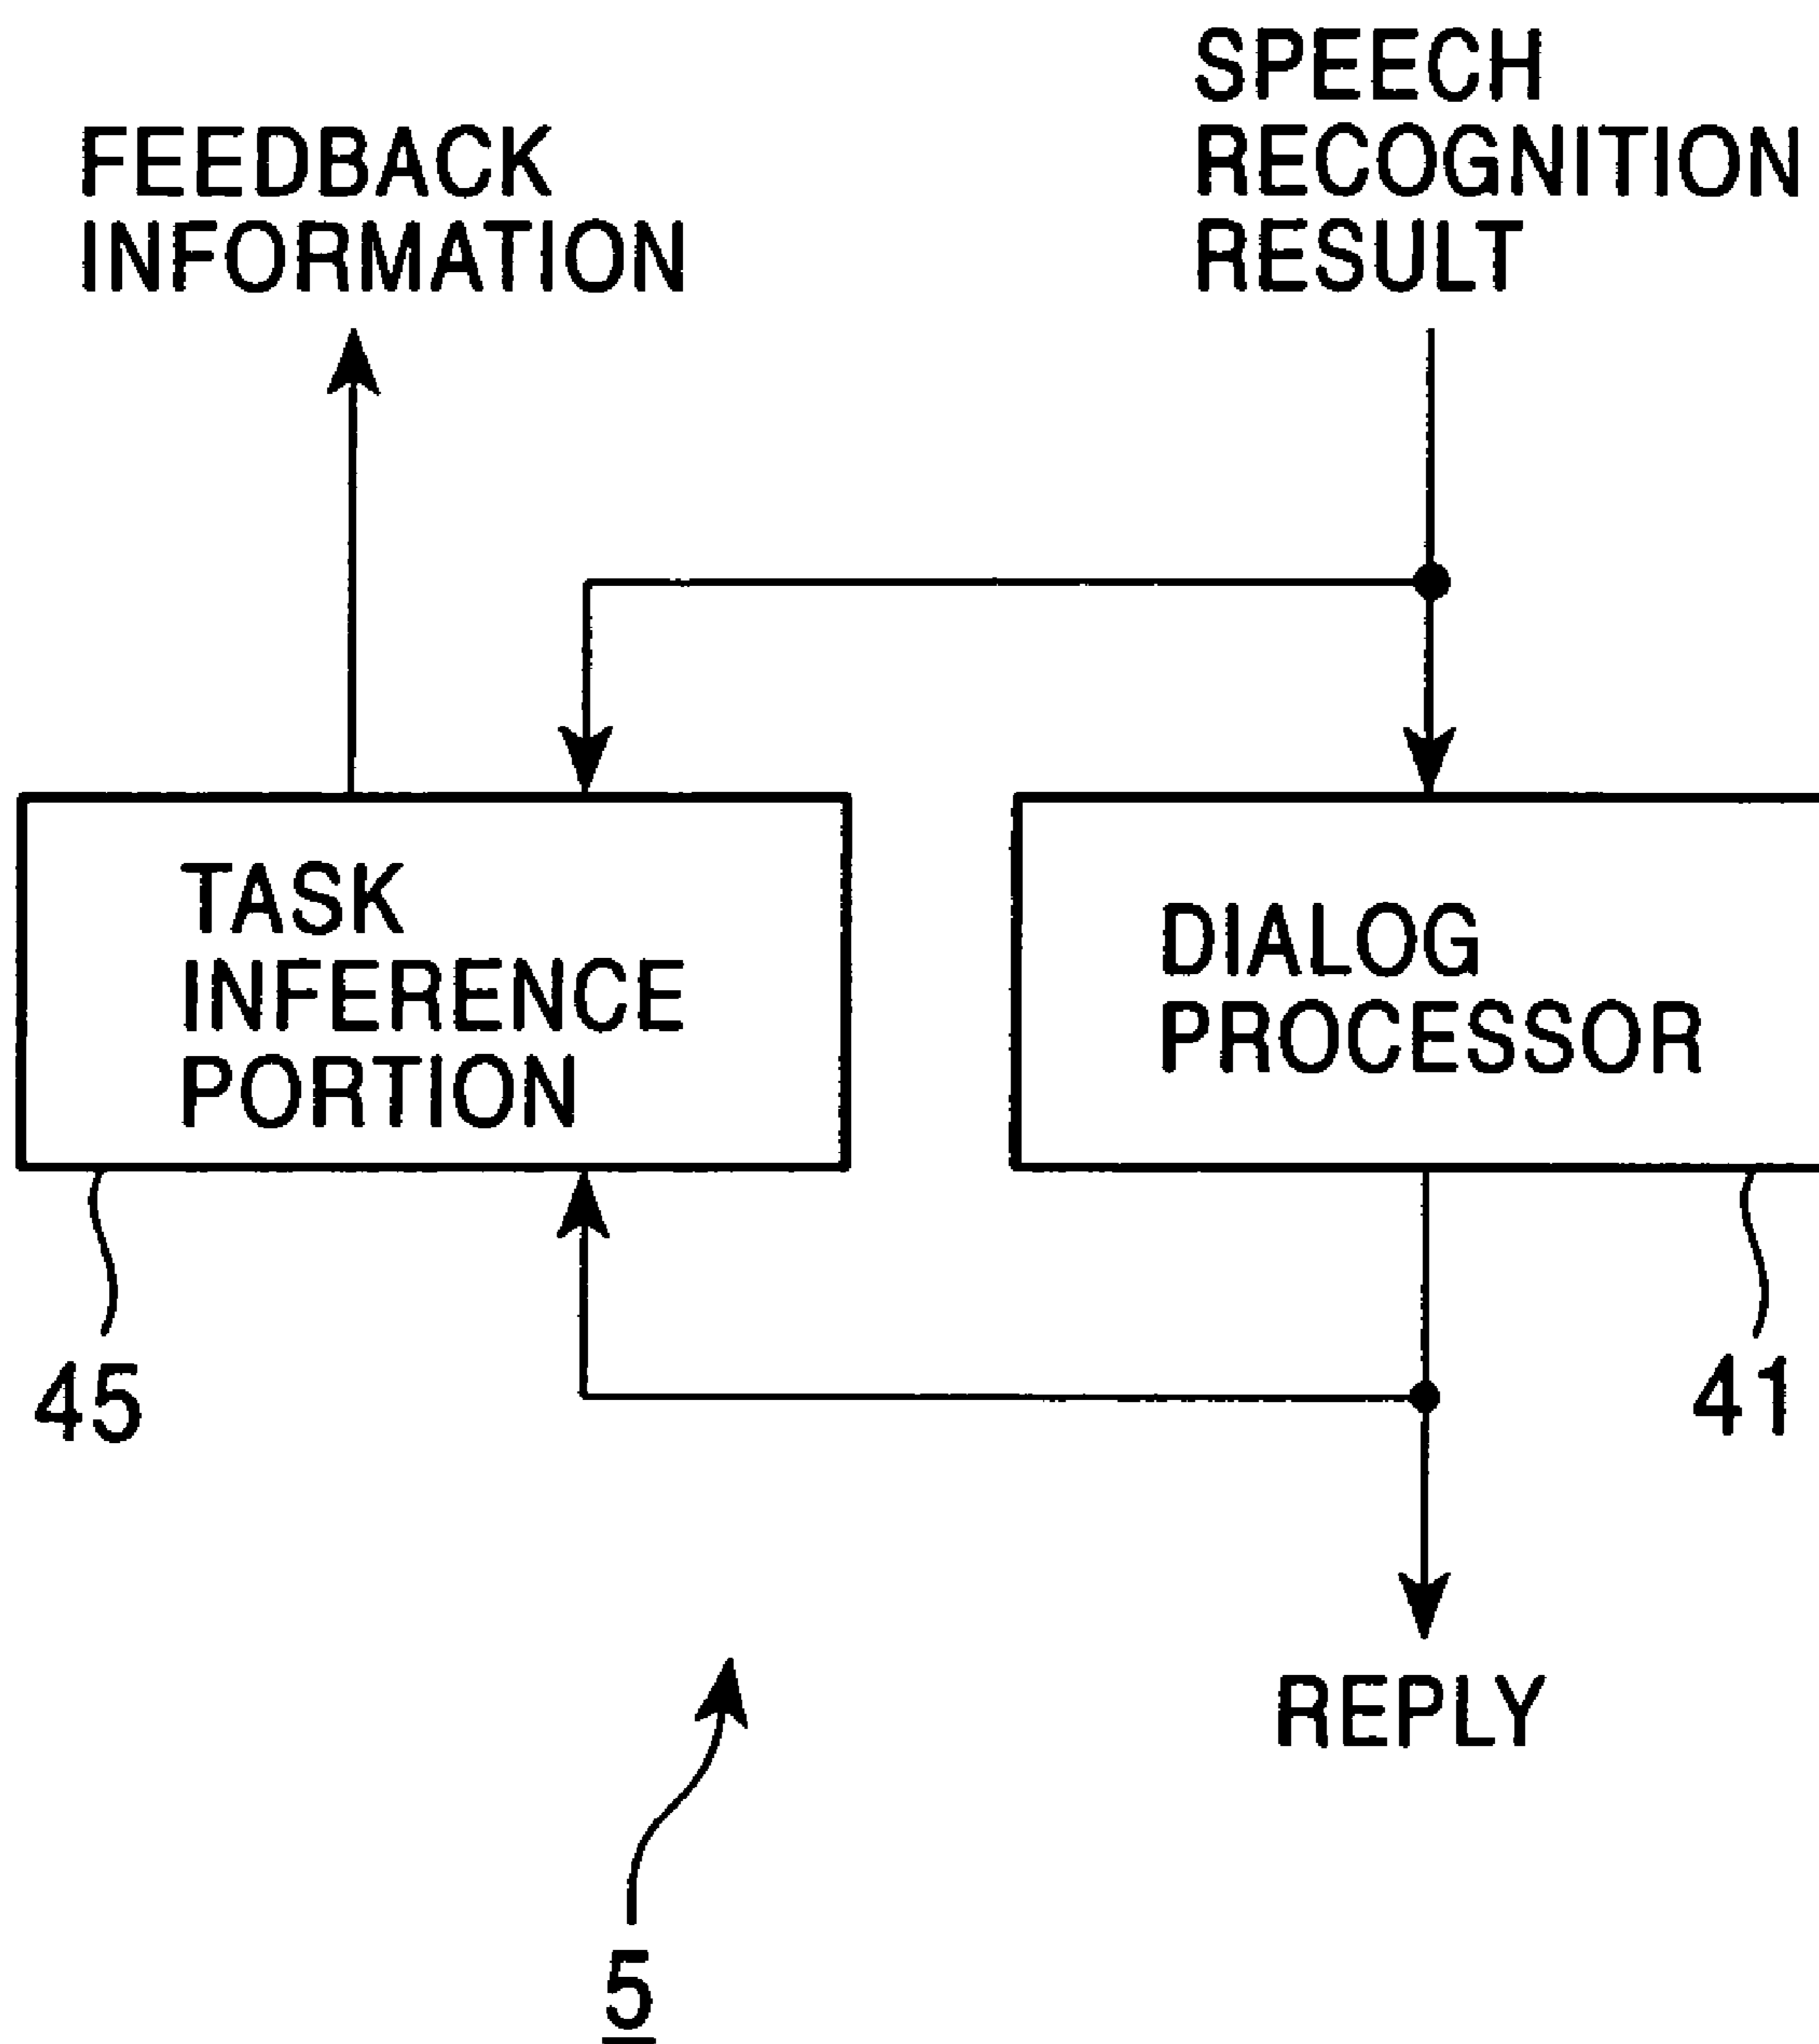 FEEDBACK
INFORMATION
SPEECH
RECOGNITION
RESULT
TASK
INFERENCE
PORTION
DIALOG
PROCESSOR
45
41
REPLY
5